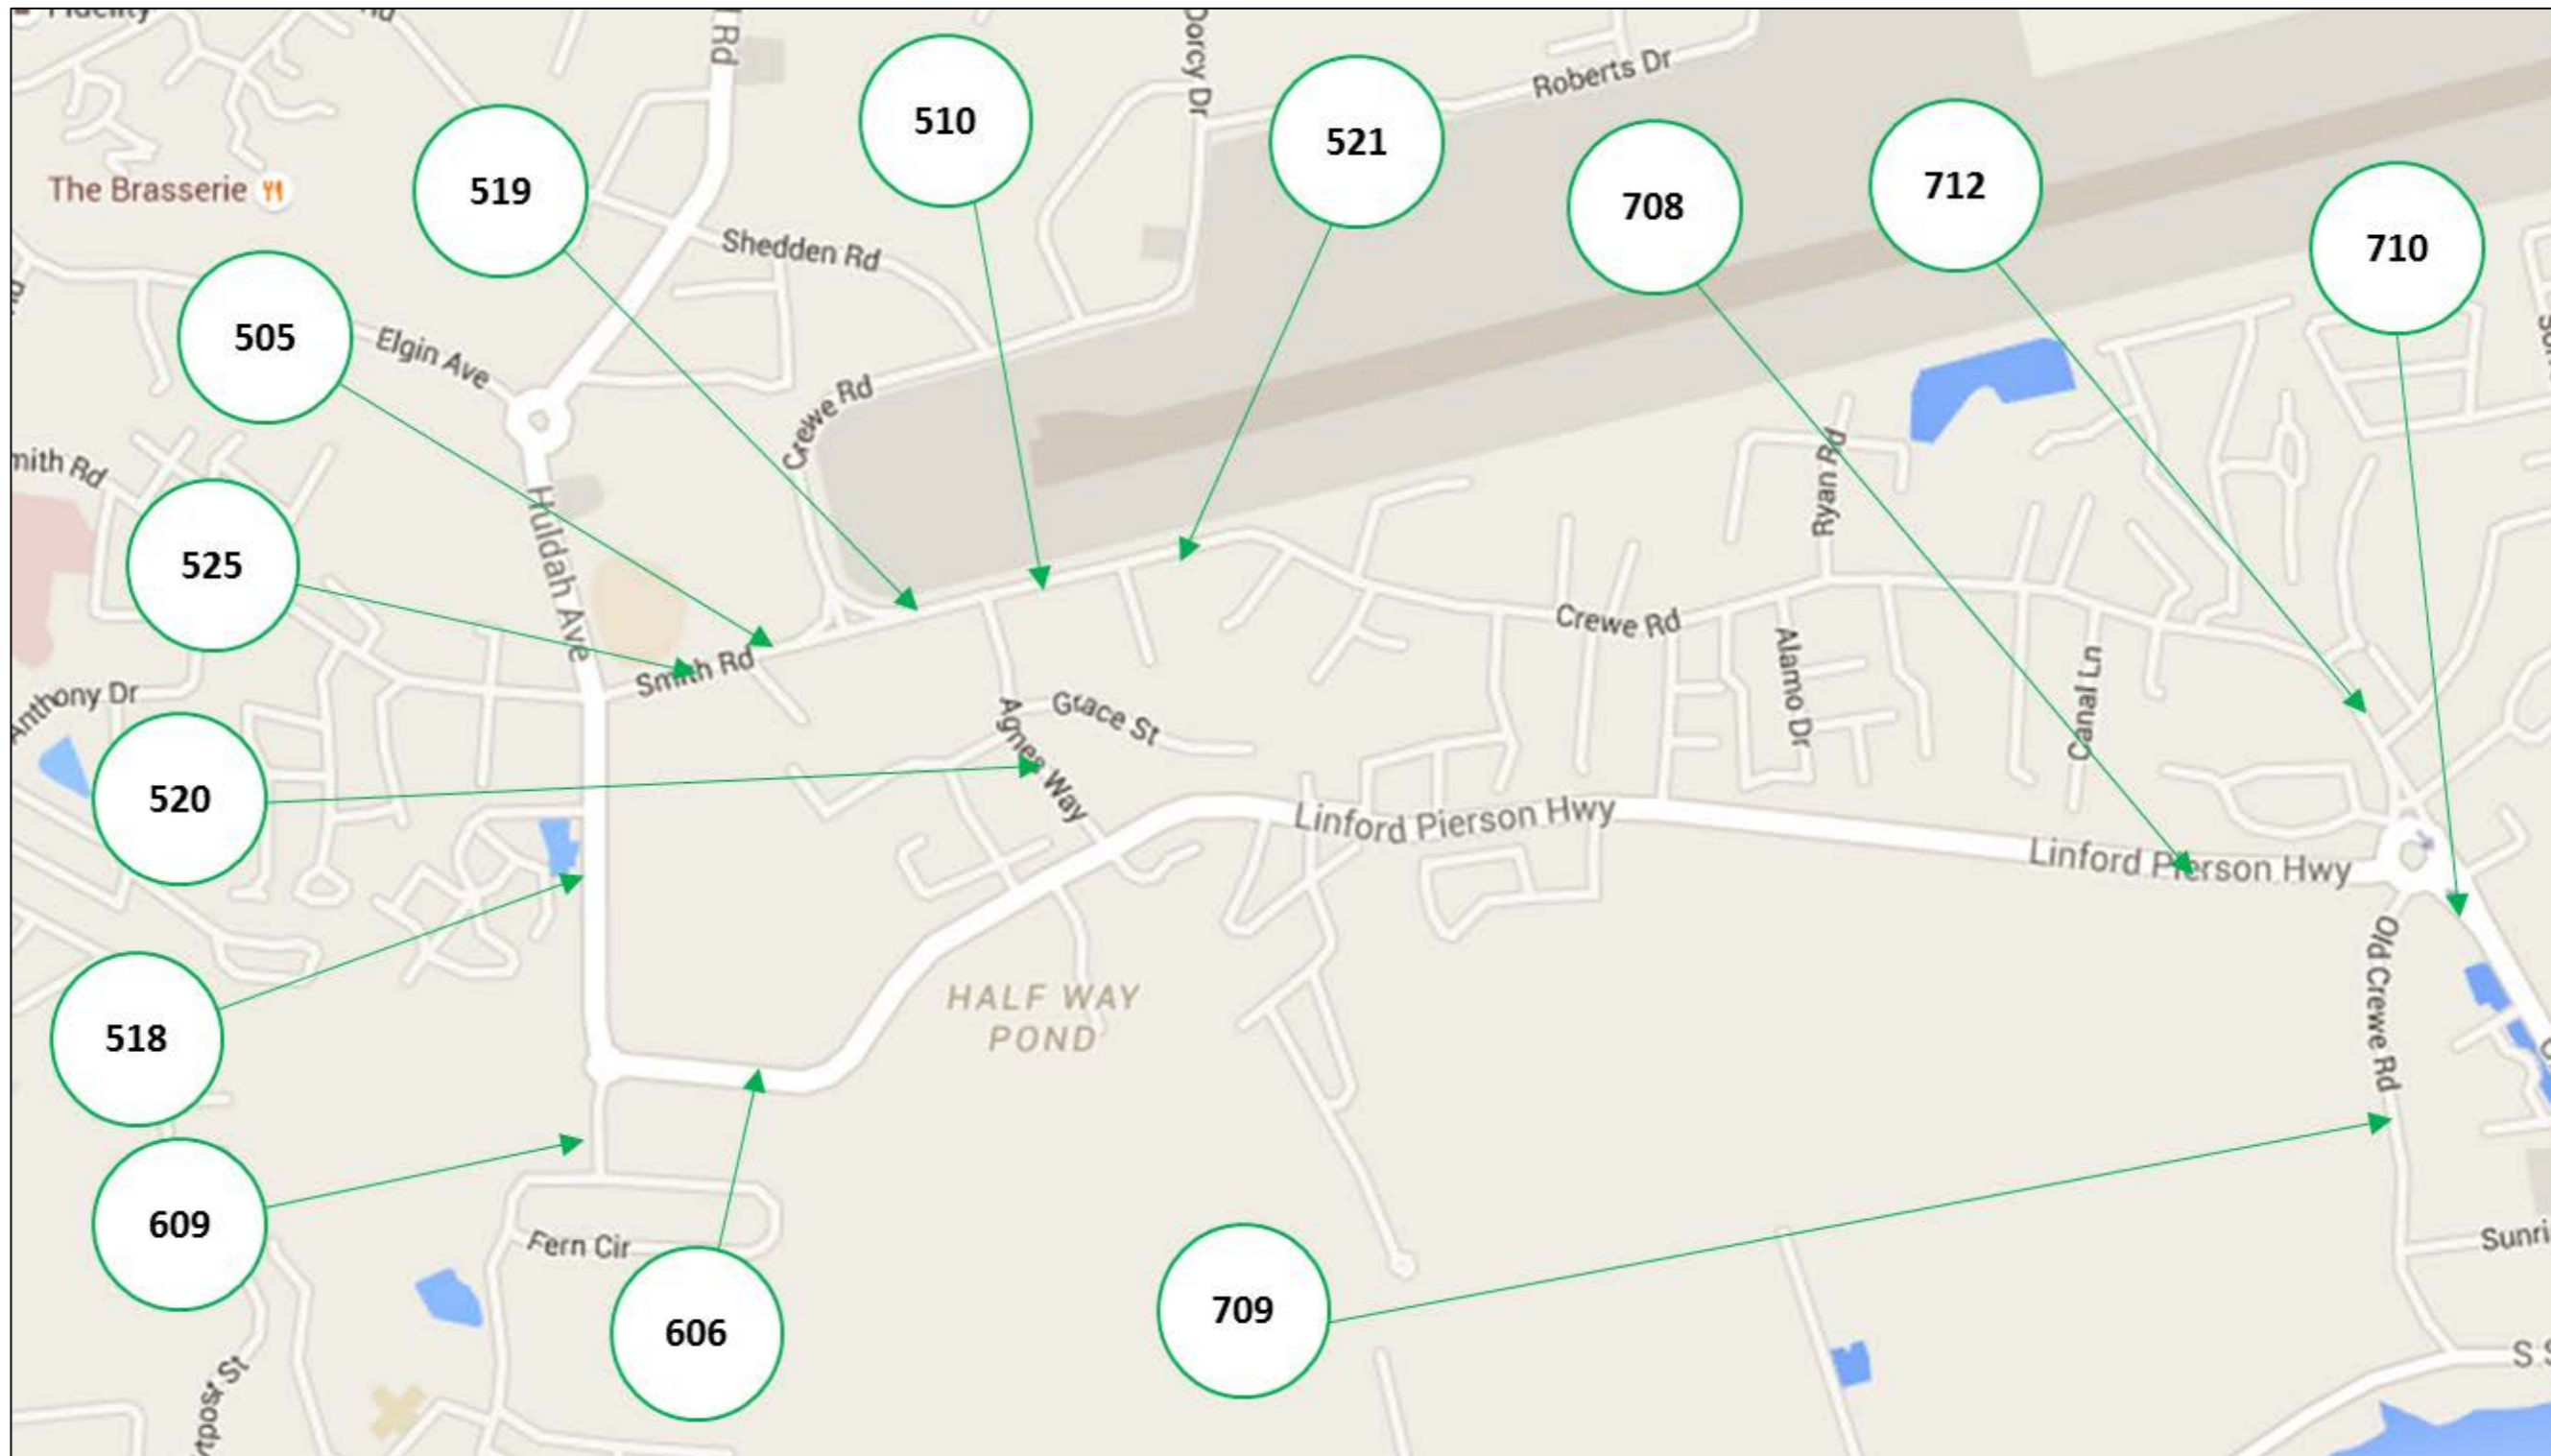 Rd
Dorcy Dr
Roberts Dr
510
521
519
708
712
710
The Brasserie
Shedden Rd
505
Elgin Ave
Crewe Rd
Huldah Ave
Ryan Rd
525
Smith Rd
Crewe Rd
Anthony Dr
Alamo Dr
Canal Ln
Agnes Way
Grace St
520
Linford Pierson Hwy
Linford Pierson Hwy
Old Crewe Rd
518
HALF WAY
POND
609
Fern Cir
606
709